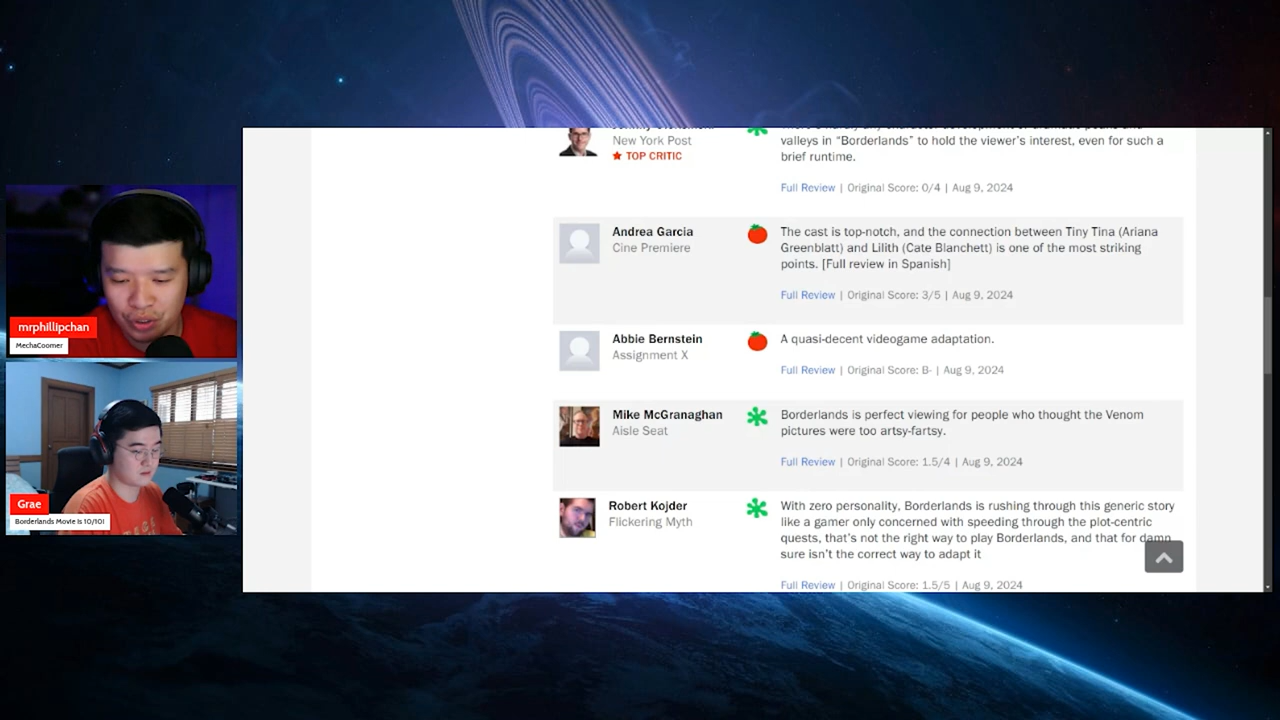 New York Post
TOP CRITIC
valleys in “Borderlands” to hold the viewer’s interest, even for such a
brief runtime.
Full Review | Original Score: 0/4 | Aug 9, 2024
Andrea Garcia
Cine Premiere
The cast is top-notch, and the connection between Tiny Tina (Ariana
Greenblatt) and Lilith (Cate Blanchett) is one of the most striking
points. [Full review in Spanish]
Full Review | Original Score: 3/5 | Aug 9, 2024
Abbie Bernstein
Assignment X
A quasi-decent videogame adaptation.
Full Review | Original Score: B- | Aug 9, 2024
Mike McGranaghan
Aisle Seat
Borderlands is perfect viewing for people who thought the Venom
pictures were too artsy-fartsy.
Full Review | Original Score: 1.5/4 | Aug 9, 2024
Robert Kojder
Flickering Myth
With zero personality, Borderlands is rushing through this generic story
like a gamer only concerned with speeding through the plot-centric
quests, that’s not the right way to play Borderlands, and that for damn
sure isn’t the correct way to adapt it
Full Review | Original Score: 1.5/5 | Aug 9, 2024
mrphillipchan
MechaCoomer
Grae
Borderlands Movie Is 10/10!